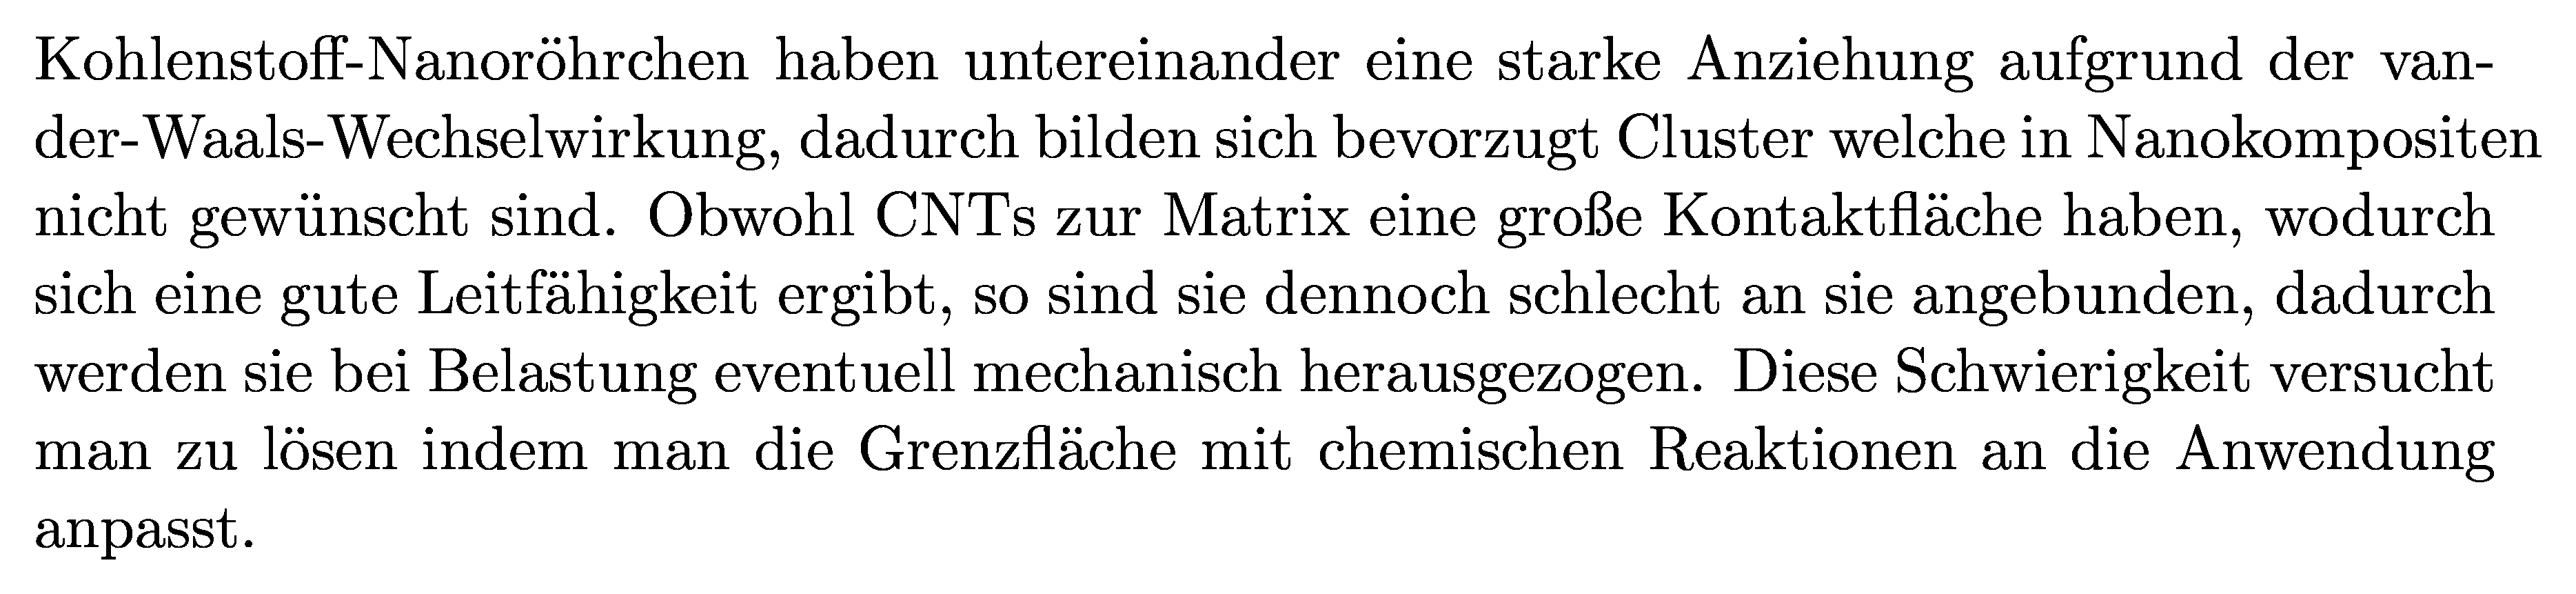 Kohlenstoff-Nanoröhrchen haben untereinander eine starke Anziehung aufgrund der van-
der-Waals-Wechselwirkung, dadurch bilden sich bevorzugt Cluster welche in Nanokompositen
nicht gewünscht sind. Obwohl CNTs zur Matrix eine große Kontaktfläche haben, wodurch
sich eine gute Leitfähigkeit ergibt, so sind sie dennoch schlecht an sie angebunden, dadurch
werden sie bei Belastung eventuell mechanisch herausgezogen. Diese Schwierigkeit versucht
man zu lösen indem man die Grenzfläche mit chemischen Reaktionen an die Anwendung
anpasst.